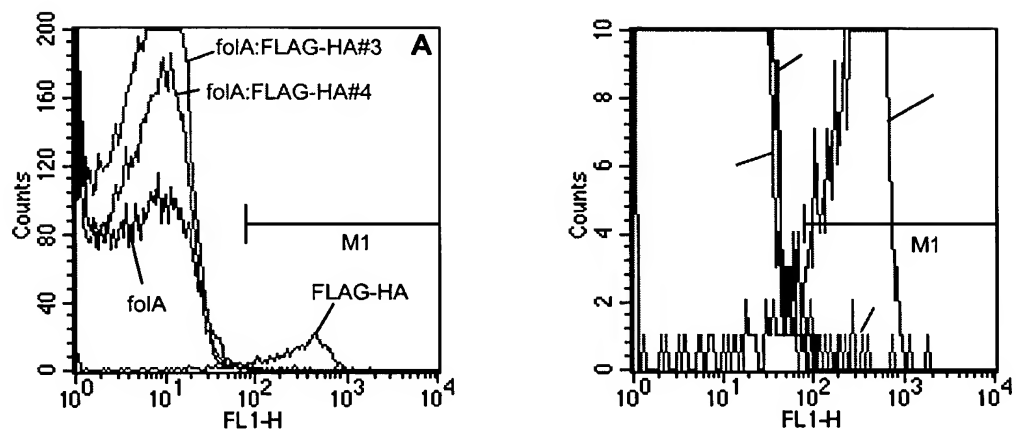 A
folA:FLAG-HA#3
folA:FLAG-HA#4
folA
FLAG-HA
M1
Counts
200
160
120
80
40
0
10^0 10^1 10^2 10^3 10^4
FL1-H
M1
Counts
10
8
6
4
2
0
10^0 10^1 10^2 10^3 10^4
FL1-H